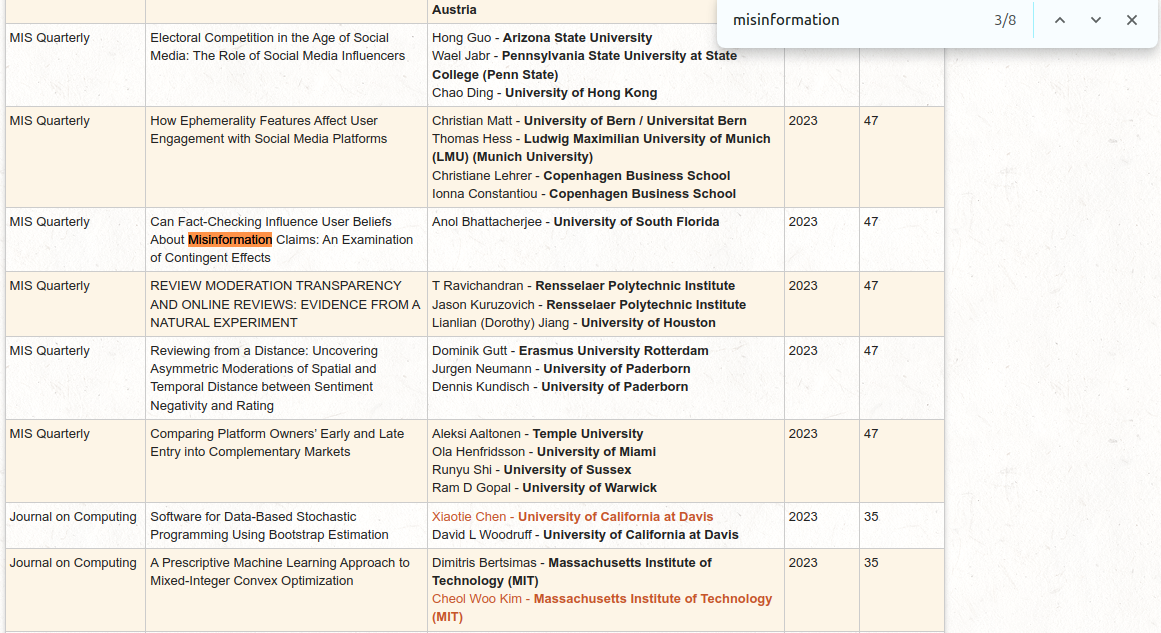 Austria
misinformation 3/8
MIS Quarterly
Electoral Competition in the Age of Social
Media: The Role of Social Media Influencers
Hong Guo - Arizona State University
Wael Jabr - Pennsylvania State University at State
College (Penn State)
Chao Ding - University of Hong Kong
MIS Quarterly
How Ephemerality Features Affect User
Engagement with Social Media Platforms
Christian Matt - University of Bern / Universitat Bern
Thomas Hess - Ludwig Maximilian University of Munich
(LMU) (Munich University)
Christiane Lehrer - Copenhagen Business School
Ionna Constantiou - Copenhagen Business School
2023
47
MIS Quarterly
Can Fact-Checking Influence User Beliefs
About Misinformation Claims: An Examination
of Contingent Effects
Anol Bhattacherjee - University of South Florida
2023
47
MIS Quarterly
REVIEW MODERATION TRANSPARENCY
AND ONLINE REVIEWS: EVIDENCE FROM A
NATURAL EXPERIMENT
T Ravichandran - Rensselaer Polytechnic Institute
Jason Kuruzovich - Rensselaer Polytechnic Institute
Lianlian (Dorothy) Jiang - University of Houston
2023
47
MIS Quarterly
Reviewing from a Distance: Uncovering
Asymmetric Moderations of Spatial and
Temporal Distance between Sentiment
Negativity and Rating
Dominik Gutt - Erasmus University Rotterdam
Jurgen Neumann - University of Paderborn
Dennis Kundisch - University of Paderborn
2023
47
MIS Quarterly
Comparing Platform Owners’ Early and Late
Entry into Complementary Markets
Aleksi Aaltonen - Temple University
Ola Henfridsson - University of Miami
Runyu Shi - University of Sussex
Ram D Gopal - University of Warwick
2023
47
Journal on Computing
Software for Data-Based Stochastic
Programming Using Bootstrap Estimation
Xiaotie Chen - University of California at Davis
David L Woodruff - University of California at Davis
2023
35
Journal on Computing
A Prescriptive Machine Learning Approach to
Mixed-Integer Convex Optimization
Dimitris Bertsimas - Massachusetts Institute of
Technology (MIT)
Cheol Woo Kim - Massachusetts Institute of Technology
(MIT)
2023
35